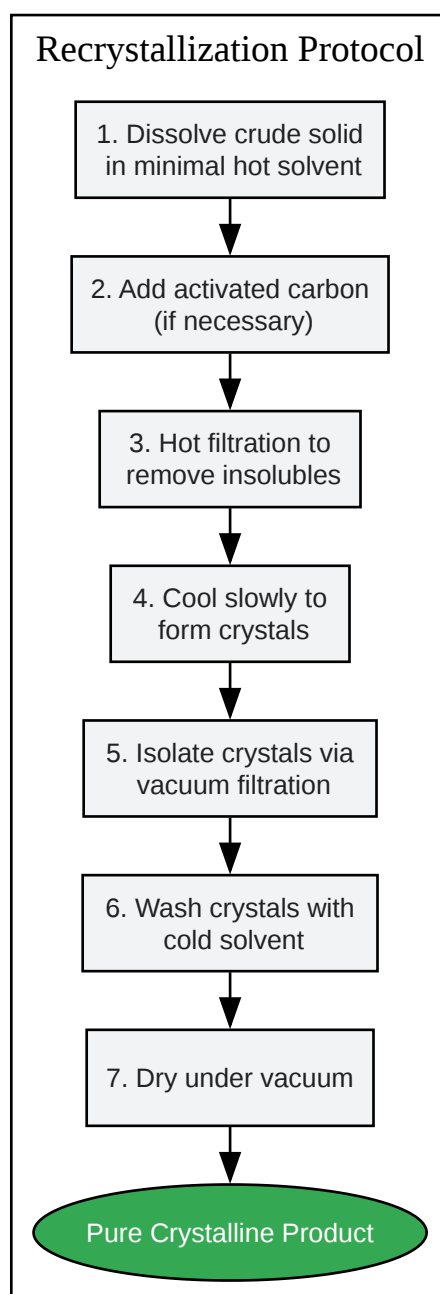 Recrystallization Protocol
1. Dissolve crude solid
in minimal hot solvent
2. Add activated carbon
(if necessary)
3. Hot filtration to
remove insolubles
4. Cool slowly to
form crystals
5. Isolate crystals via
vacuum filtration
6. Wash crystals with
cold solvent
7. Dry under vacuum
Pure Crystalline Product